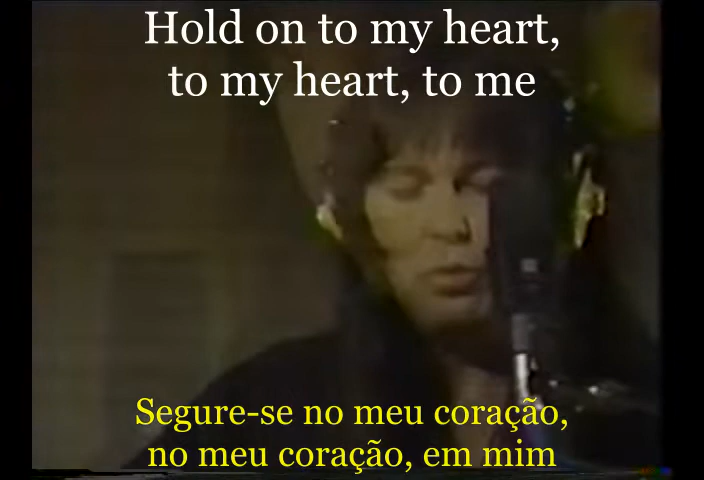 Hold on to my heart,
to my heart, to me
Segure-se no meu coração,
no meu coração, em mim